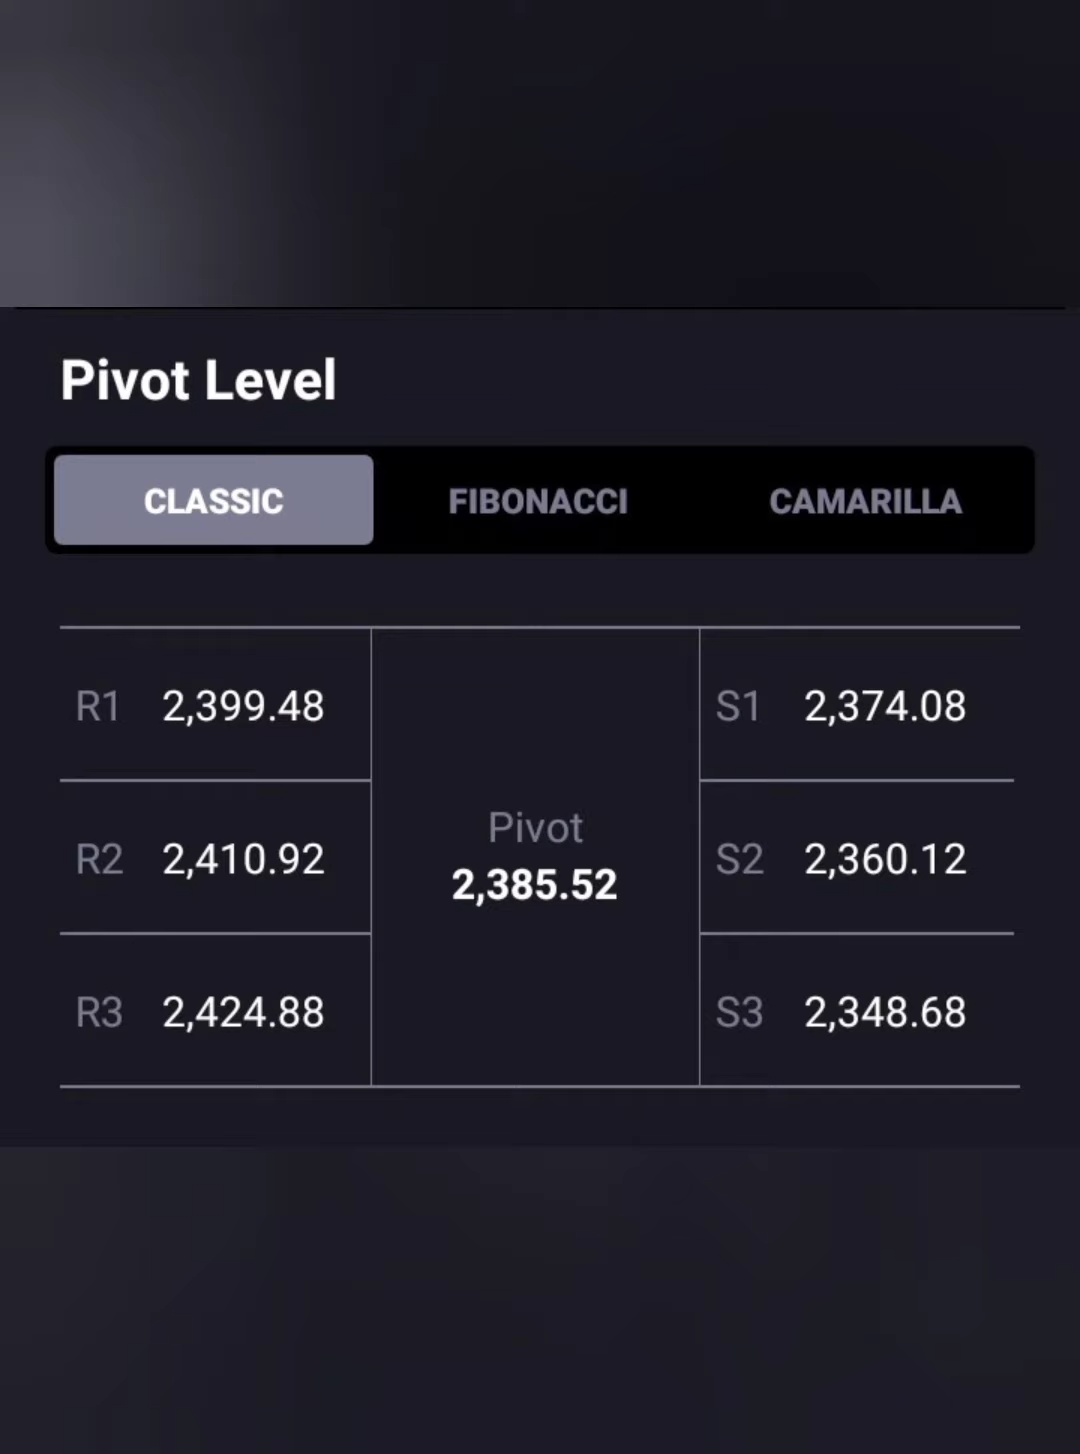 Pivot Level
CLASSIC FIBONACCI CAMARILLA
R1 2,399.48
R2 2,410.92
R3 2,424.88
Pivot
2,385.52
S1 2,374.08
S2 2,360.12
S3 2,348.68